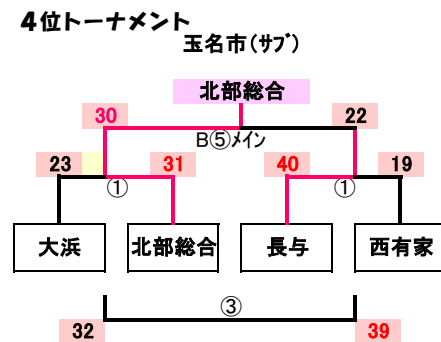 4位トーナメント
玉名市(サブ)
北部総合
30 22
B⑤メイン
23 31 40 19
① ①
大浜 北部総合 長与 西有家
③
32 39